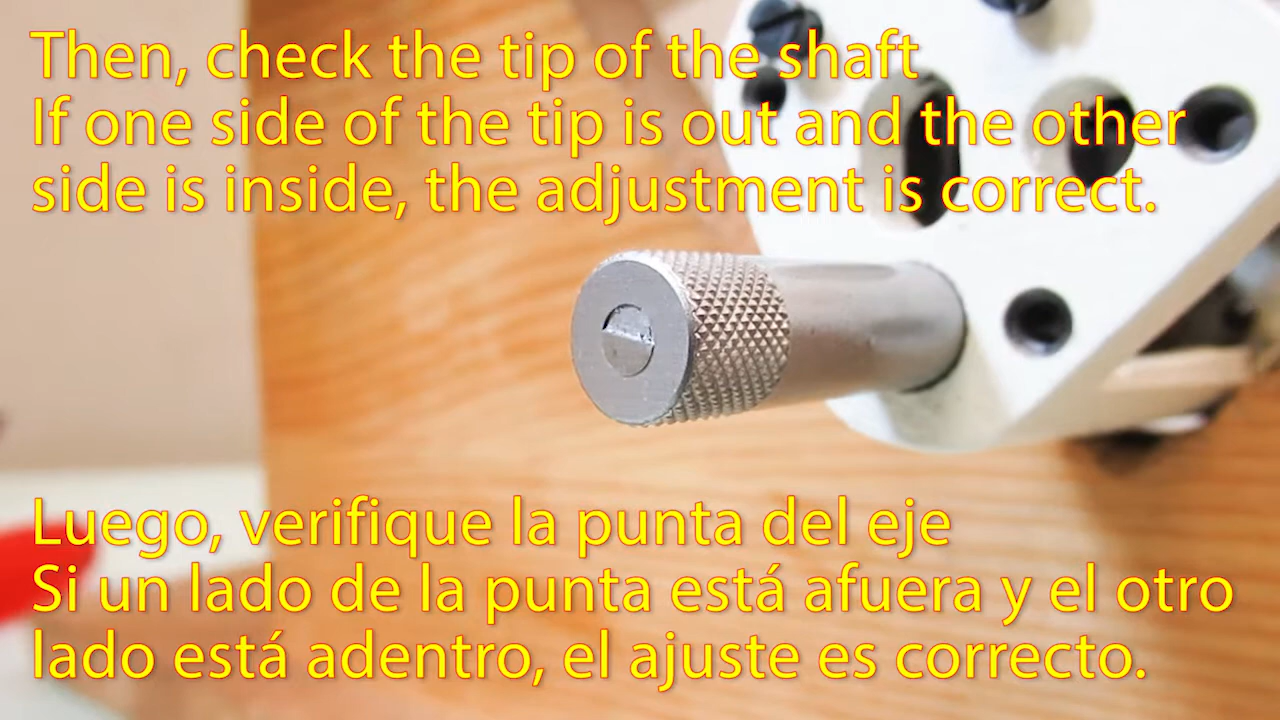 Then, check the tip of the shaft
If one side of the tip is out and the other
side is inside, the adjustment is correct.
Luego, verifique la punta del eje
Si un lado de la punta está afuera y el otro
lado está adentro, el ajuste es correcto.